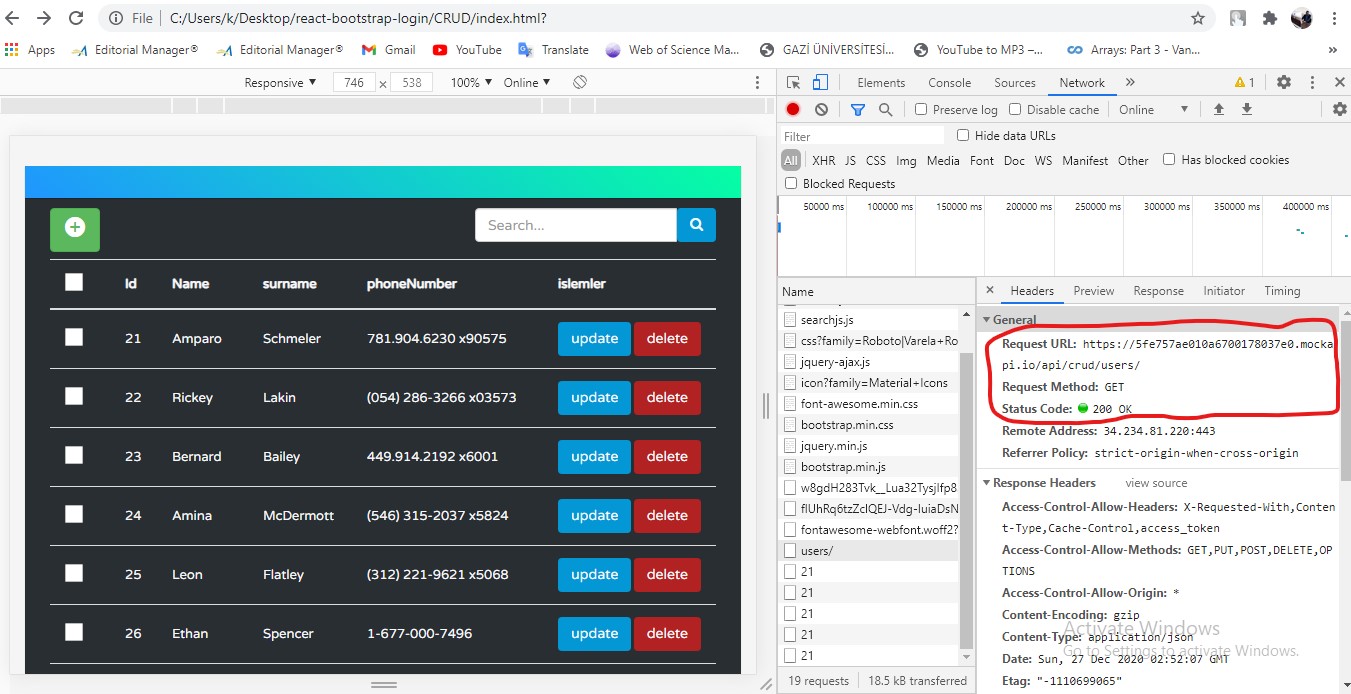 File | C:/Users/k/Desktop/react-bootstrap-login/CRUD/index.html?
Apps Editorial Manager® Editorial Manager® Gmail YouTube Translate Web of Science Ma... GAZİ ÜNİVERSİTESİ... YouTube to MP3 –... Arrays: Part 3 - Van... »
Responsive ▼ 746 × 538 100% ▼ Online ▼
Elements Console Sources Network » 1
Preserve log Disable cache Online ▼
Filter Hide data URLs
All XHR JS CSS Img Media Font Doc WS Manifest Other Has blocked cookies
Blocked Requests
50000 ms 100000 ms 150000 ms 200000 ms 250000 ms 300000 ms 350000 ms 400000 ms
Search...
Id Name surname phoneNumber islemler
21 Amparo Schmeler 781.904.6230 x90575 update delete
22 Rickey Lakin (054) 286-3266 x03573 update delete
23 Bernard Bailey 449.914.2192 x6001 update delete
24 Amina McDermott (546) 315-2037 x5824 update delete
25 Leon Flatley (312) 221-9621 x5068 update delete
26 Ethan Spencer 1-677-000-7496 update delete
Name
searchjs.js
css?family=Roboto|Varela+Ro
jquery-ajax.js
icon?family=Material+Icons
font-awesome.min.css
bootstrap.min.css
jquery.min.js
bootstrap.min.js
w8gdH283Tvk__Lua32TysjIfp8
flUhRq6tzZclQEJ-Vdg-IuiaDsN
fontawesome-webfont.woff2?
users/
21
21
21
21
21
19 requests 18.5 kB transferred
× Headers Preview Response Initiator Timing
▼ General
Request URL: https://5fe757ae010a6700178037e0.mocka
pi.io/api/crud/users/
Request Method: GET
Status Code: 200 OK
Remote Address: 34.234.81.220:443
Referrer Policy: strict-origin-when-cross-origin
▼ Response Headers view source
Access-Control-Allow-Headers: X-Requested-With,Conten
t-Type,Cache-Control,access_token
Access-Control-Allow-Methods: GET,PUT,POST,DELETE,OP
TIONS
Access-Control-Allow-Origin: *
Content-Encoding: gzip
Content-Type: application/json
Date: Sun, 27 Dec 2020 02:52:07 GMT
Etag: "-1110699065"
Activate Windows
Go to Settings to activate Windows.